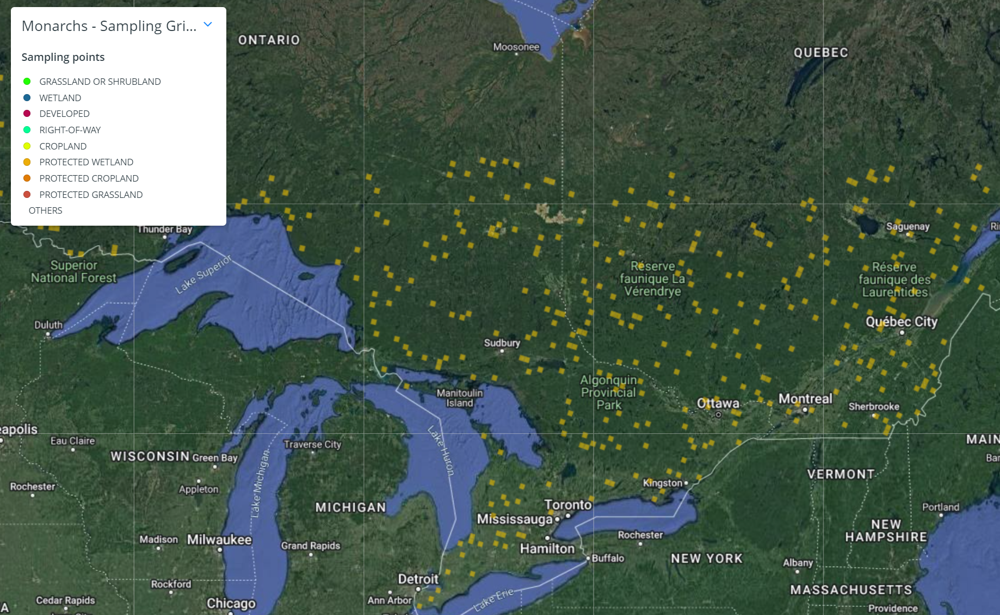 Monarchs - Sampling Gri...
Sampling points
GRASSLAND OR SHRUBLAND
WETLAND
DEVELOPED
RIGHT-OF-WAY
CROPLAND
PROTECTED WETLAND
PROTECTED CROPLAND
PROTECTED GRASSLAND
OTHERS
ONTARIO
Moosonee
QUEBEC
Thunder Bay
Saguenay
Ri
Superior
National Forest
Lake Superior
Réserve
faunique La
Vérendrye
Réserve
faunique des
Laurentides
Duluth
Québec City
Sudbury
Algonquin
Provincial
Park
Manitoulin
Island
Ottawa
Montreal
Sherbrooke
eapolis
Eau Claire
WISCONSIN
Green Bay
Traverse City
Lake Huron
MAIN
Ba
Rochester
Appleton
Lake Michigan
MICHIGAN
Kingston
VERMONT
Toronto
Mississauga
Portland
Madison
Milwaukee
Grand Rapids
Hamilton
Rochester
NEW
HAMPSHIRE
Buffalo
NEW YORK
Albany
Rockford
Detroit
MASSACHUSETTS
Cedar Rapids
Chicago
Ann Arbor
Lake Erie
A
Providence